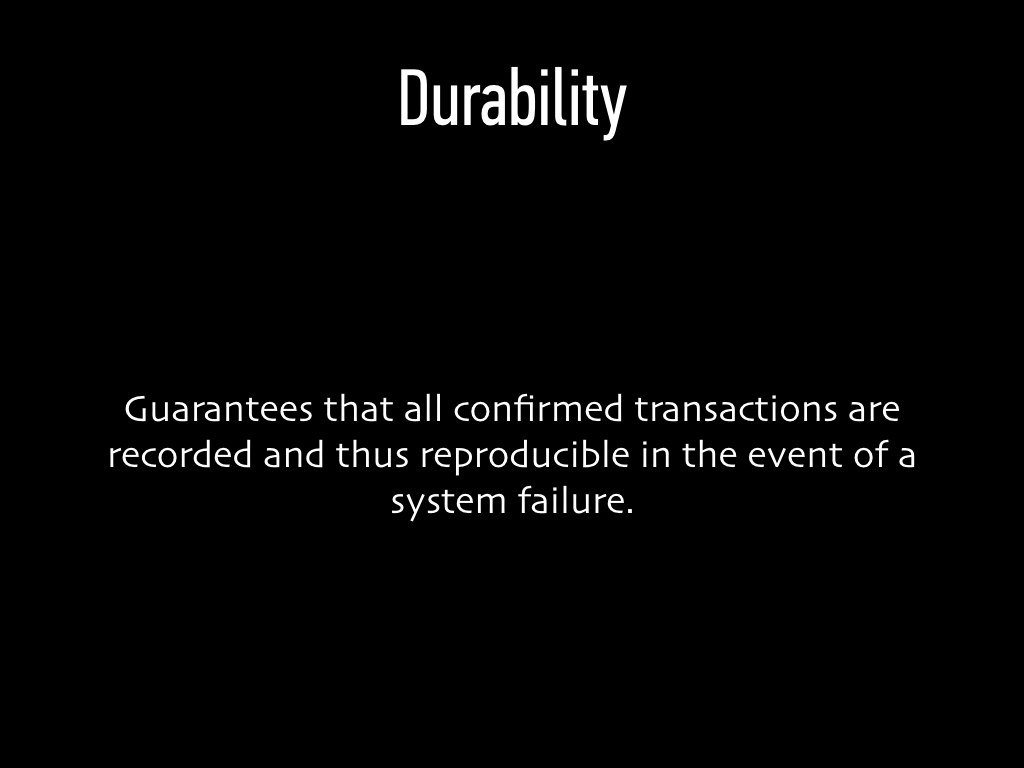 Durability
Guarantees that all confirmed transactions are
recorded and thus reproducible in the event of a
system failure.